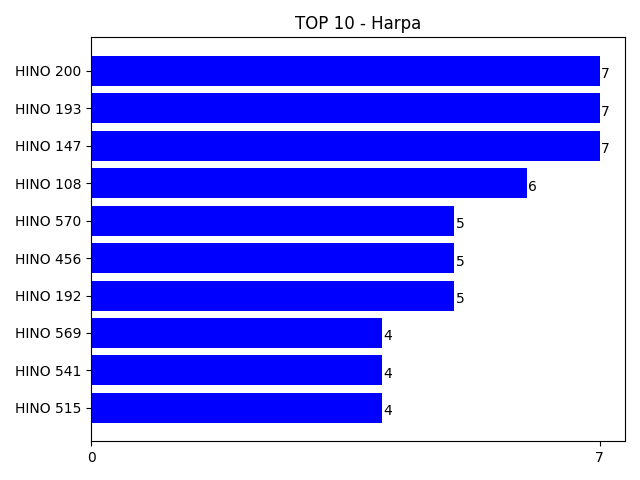 TOP 10 - Harpa
HINO 200 7
HINO 193 7
HINO 147 7
HINO 108 6
HINO 570 5
HINO 456 5
HINO 192 5
HINO 569 4
HINO 541 4
HINO 515 4
0 7